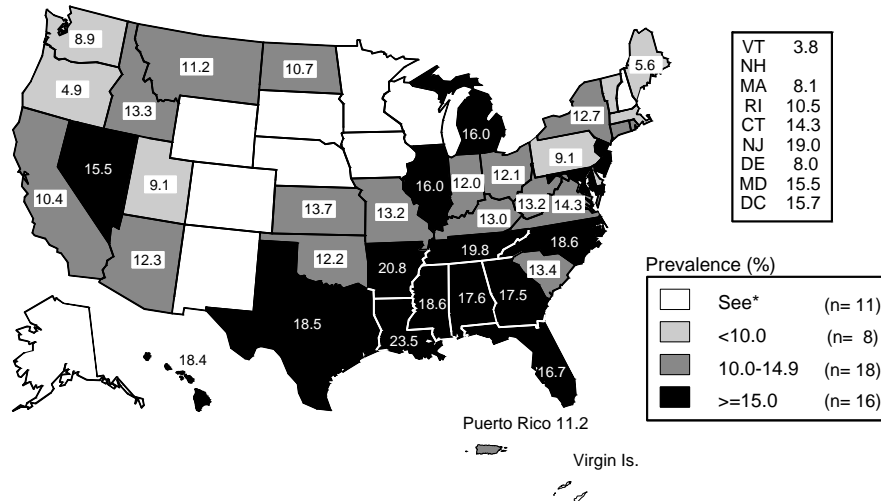 8.9
4.9
13.3
11.2
10.7
15.5
10.4
9.1
12.3
13.7
12.2
18.5
13.2
20.8
23.5
16.0
16.0
12.0
12.1
13.0
13.2
14.3
19.8
18.6
13.4
18.6
17.6
17.5
16.7
9.1
12.7
5.6
18.4
Puerto Rico 11.2
Virgin Is.
VT 3.8
NH
MA 8.1
RI 10.5
CT 14.3
NJ 19.0
DE 8.0
MD 15.5
DC 15.7
Prevalence (%)
See* (n= 11)
<10.0 (n= 8)
10.0-14.9 (n= 18)
>=15.0 (n= 16)